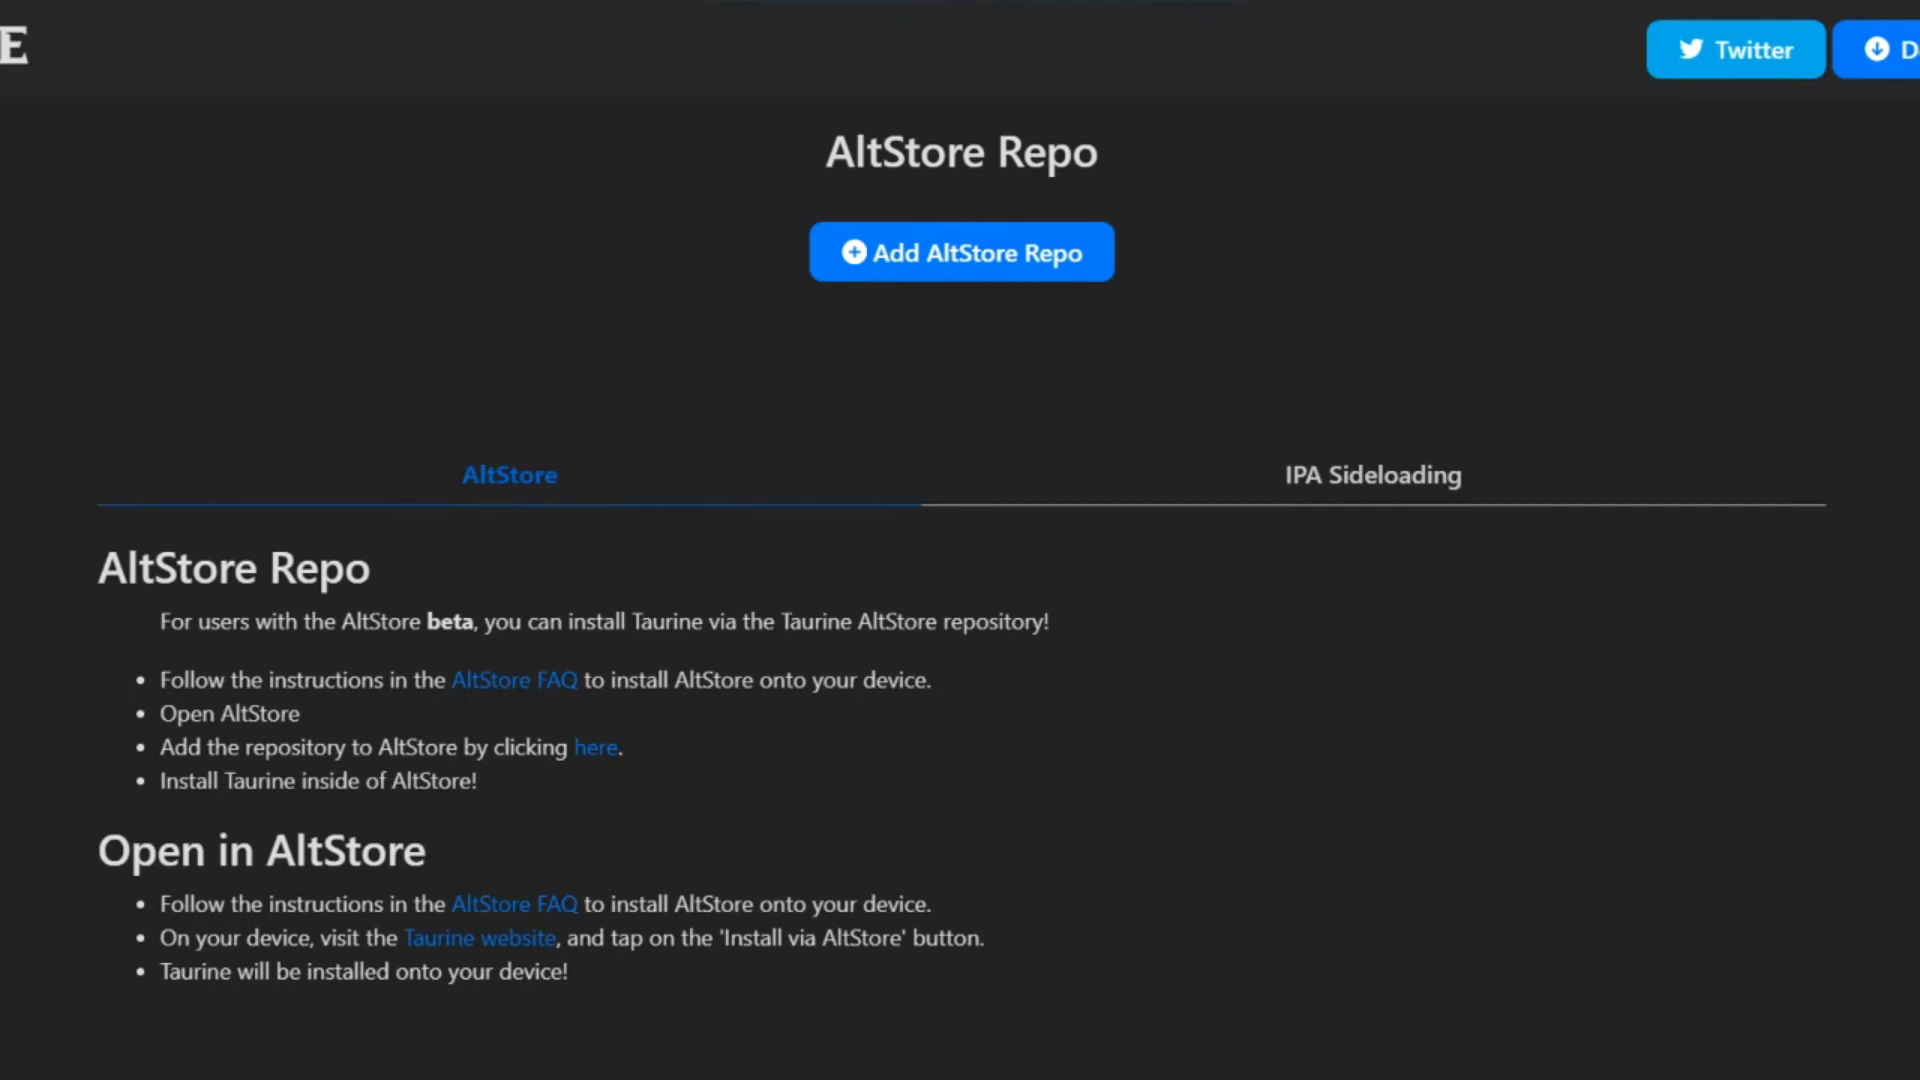 E
Twitter
D
AltStore Repo
Add AltStore Repo
AltStore
IPA Sideloading
AltStore Repo
For users with the AltStore beta, you can install Taurine via the Taurine AltStore repository!
• Follow the instructions in the AltStore FAQ to install AltStore onto your device.
• Open AltStore
• Add the repository to AltStore by clicking here.
• Install Taurine inside of AltStore!
Open in AltStore
• Follow the instructions in the AltStore FAQ to install AltStore onto your device.
• On your device, visit the Taurine website, and tap on the 'Install via AltStore' button.
• Taurine will be installed onto your device!